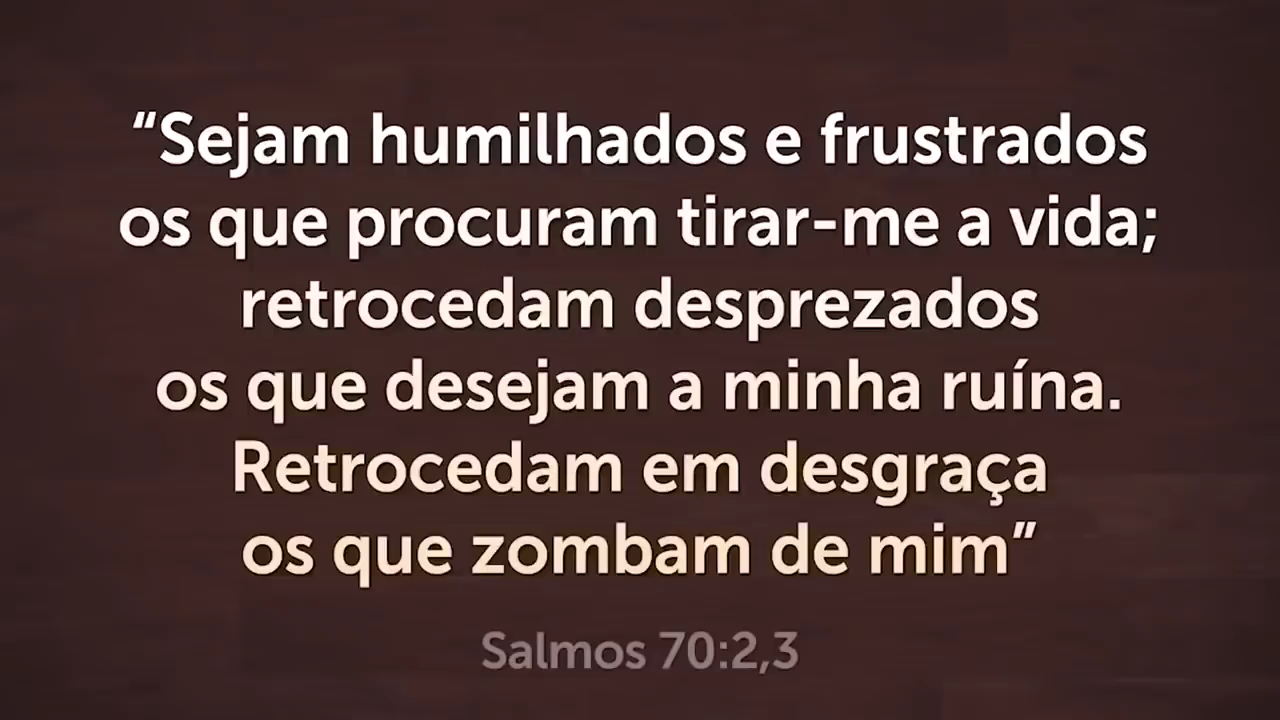 “Sejam humilhados e frustrados
os que procuram tirar-me a vida;
retrocedam desprezados
os que desejam a minha ruína.
Retrocedam em desgraça
os que zombam de mim”
Salmos 70:2,3